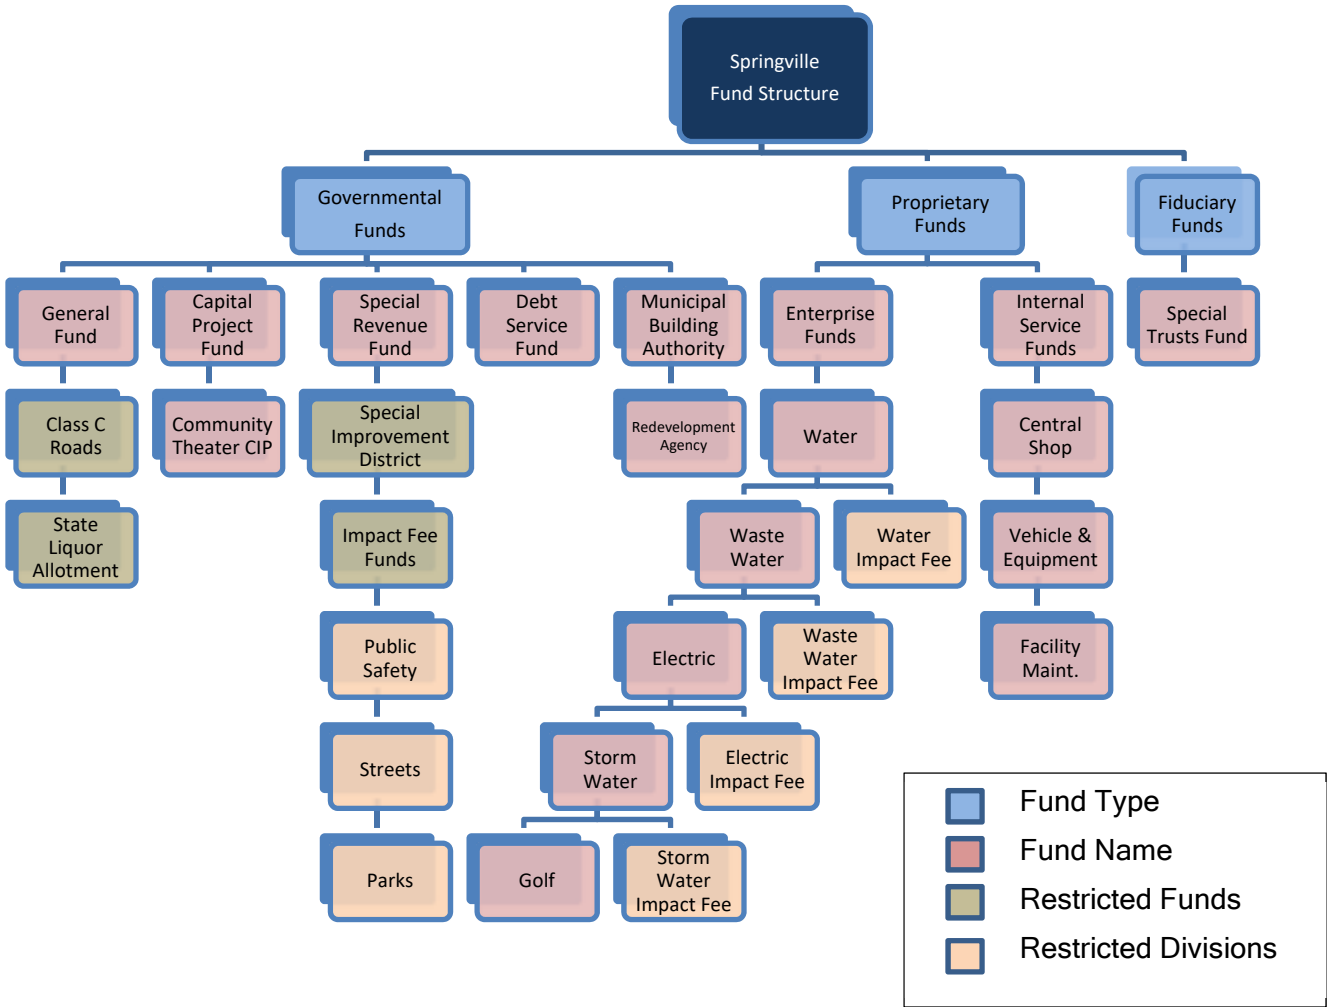 Springville
Fund Structure
Governmental
Funds
Proprietary
Funds
Fiduciary
Funds
General
Fund
Capital
Project
Fund
Special
Revenue
Fund
Debt
Service
Fund
Municipal
Building
Authority
Enterprise
Funds
Internal
Service
Funds
Special
Trusts Fund
Class C
Roads
Community
Theater CIP
Special
Improvement
District
Redevelopment
Agency
Water
Central
Shop
State
Liquor
Allotment
Impact Fee
Funds
Waste
Water
Water
Impact Fee
Vehicle &
Equipment
Public
Safety
Electric
Waste
Water
Impact Fee
Facility
Maint.
Streets
Storm
Water
Electric
Impact Fee
Parks
Golf
Storm
Water
Impact Fee
Fund Type
Fund Name
Restricted Funds
Restricted Divisions